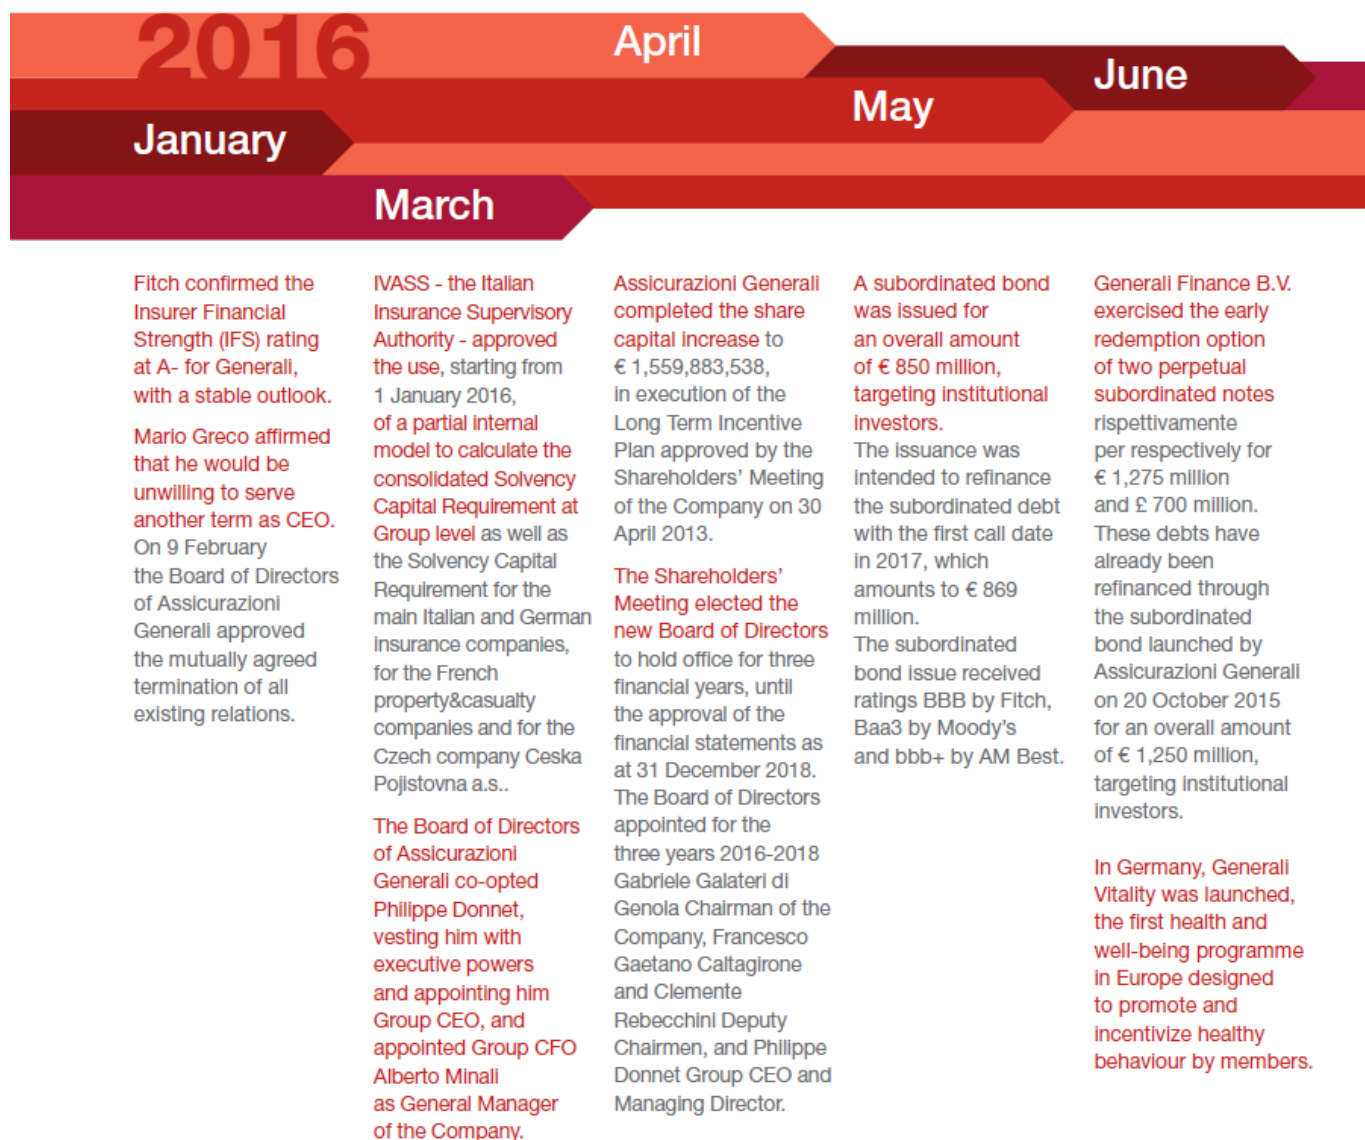 2016
January
March
April
May
June
Fitch confirmed the
Insurer Financial
Strength (IFS) rating
at A- for Generali,
with a stable outlook.
Mario Greco affirmed
that he would be
unwilling to serve
another term as CEO.
On 9 February
the Board of Directors
of Assicurazioni
Generali approved
the mutually agreed
termination of all
existing relations.
IVASS - the Italian
Insurance Supervisory
Authority - approved
the use, starting from
1 January 2016,
of a partial internal
model to calculate the
consolidated Solvency
Capital Requirement at
Group level as well as
the Solvency Capital
Requirement for the
main Italian and German
insurance companies,
for the French
property&casualty
companies and for the
Czech company Ceska
Pojistovna a.s..
The Board of Directors
of Assicurazioni
Generali co-opted
Philippe Donnet,
vesting him with
executive powers
and appointing him
Group CEO, and
appointed Group CFO
Alberto Minali
as General Manager
of the Company.
Assicurazioni Generali
completed the share
capital increase to
€ 1,559,883,538,
in execution of the
Long Term Incentive
Plan approved by the
Shareholders' Meeting
of the Company on 30
April 2013.
The Shareholders'
Meeting elected the
new Board of Directors
to hold office for three
financial years, until
the approval of the
financial statements as
at 31 December 2018.
The Board of Directors
appointed for the
three years 2016-2018
Gabriele Galateri di
Genola Chairman of the
Company, Francesco
Gaetano Caltagirone
and Clemente
Rebecchini Deputy
Chairmen, and Philippe
Donnet Group CEO and
Managing Director.
A subordinated bond
was issued for
an overall amount
of € 850 million,
targeting institutional
investors.
The issuance was
intended to refinance
the subordinated debt
with the first call date
in 2017, which
amounts to € 869
million.
The subordinated
bond issue received
ratings BBB by Fitch,
Baa3 by Moody's
and bbb+ by AM Best.
Generali Finance B.V.
exercised the early
redemption option
of two perpetual
subordinated notes
rispettivamente
per respectively for
€ 1,275 million
and £ 700 million.
These debts have
already been
refinanced through
the subordinated
bond launched by
Assicurazioni Generali
on 20 October 2015
for an overall amount
of € 1,250 million,
targeting institutional
investors.
In Germany, Generali
Vitality was launched,
the first health and
well-being programme
in Europe designed
to promote and
incentivize healthy
behaviour by members.